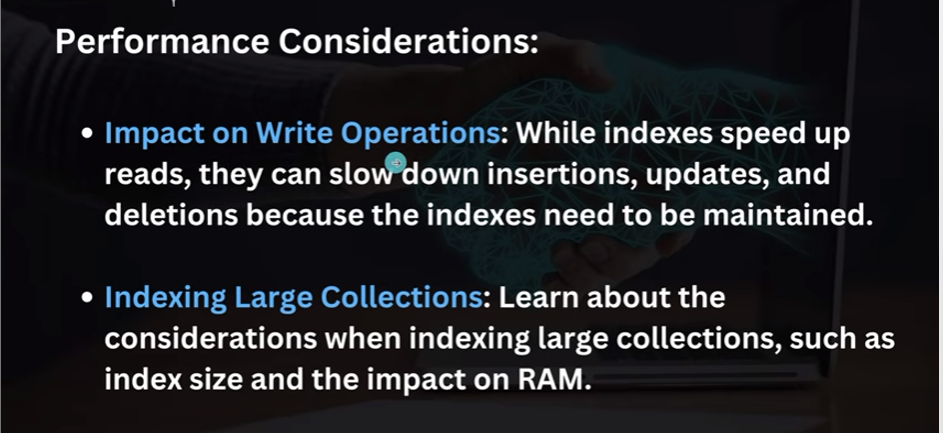 Performance Considerations:
• Impact on Write Operations: While indexes speed up
reads, they can slow down insertions, updates, and
deletions because the indexes need to be maintained.
• Indexing Large Collections: Learn about the
considerations when indexing large collections, such as
index size and the impact on RAM.